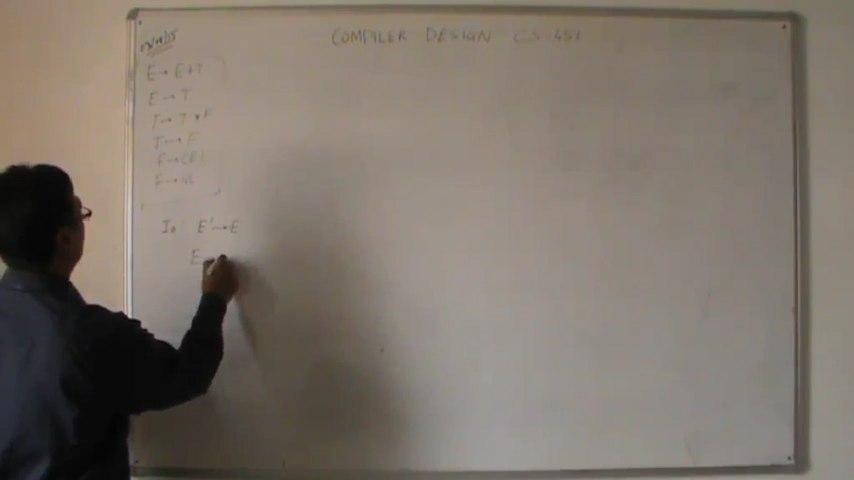 COMPILER DESIGN CS 451
E → E+T
E → T
T → T * F
T → F
F → (E)
F → id
I₀ E' → E
E →